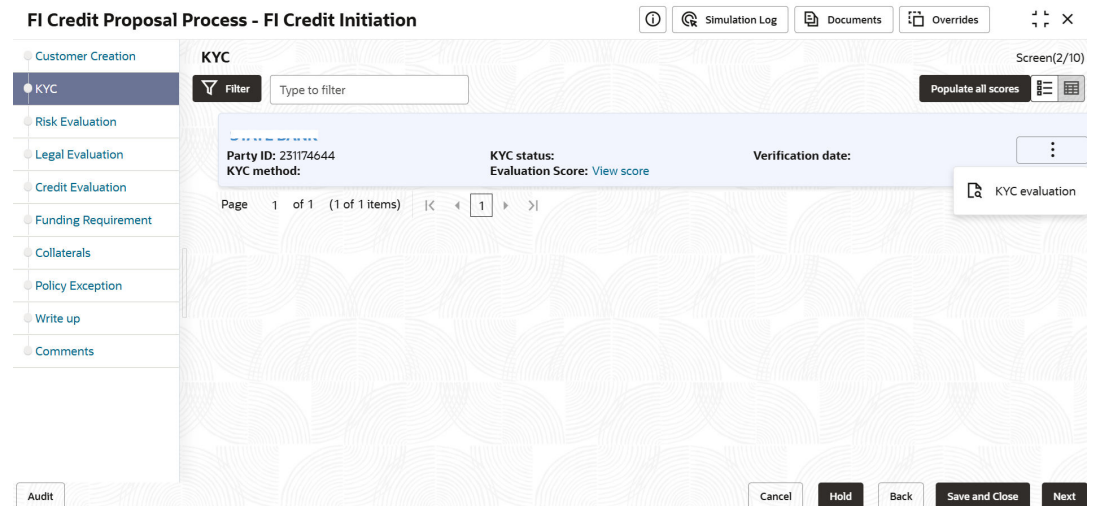 FI Credit Proposal Process - FI Credit Initiation
Simulation Log
Documents
Overrides
Customer Creation
KYC
Risk Evaluation
Legal Evaluation
Credit Evaluation
Funding Requirement
Collaterals
Policy Exception
Write up
Comments
KYC
Screen(2/10)
Filter
Type to filter
Populate all scores
Party ID: 231174644
KYC status:
Verification date:
KYC method:
Evaluation Score: View score
KYC evaluation
Page 1 of 1 (1 of 1 items) 1
Audit
Cancel
Hold
Back
Save and Close
Next